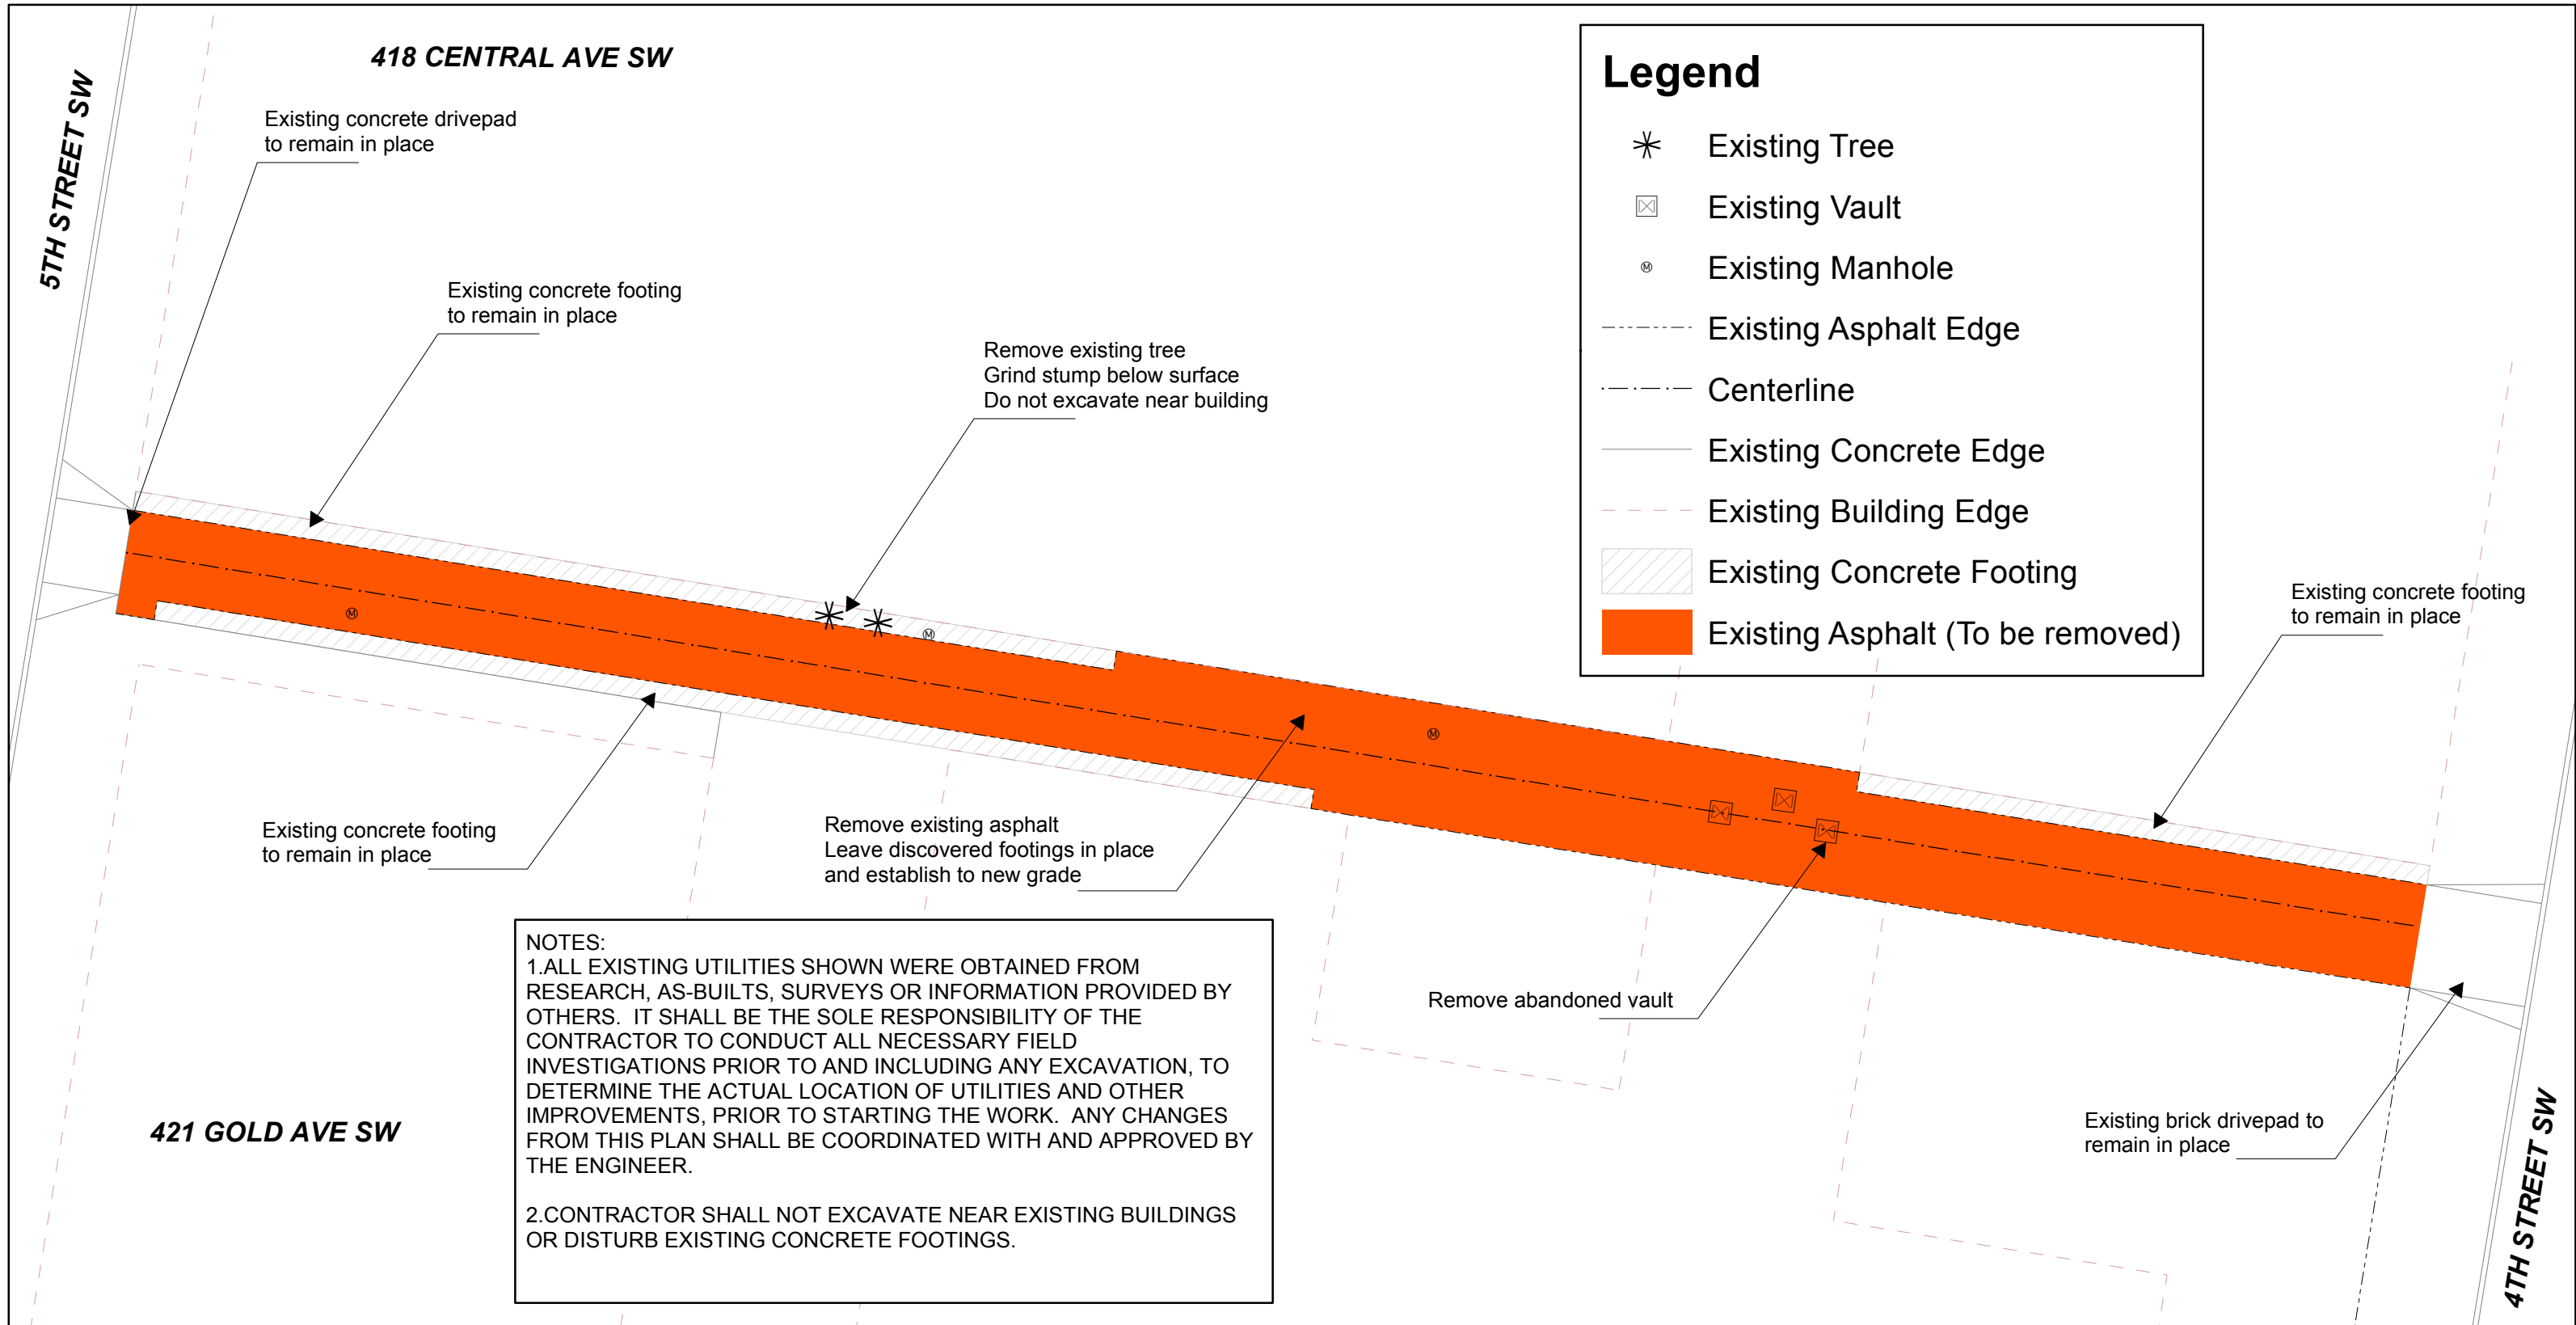 418 CENTRAL AVE SW
5TH STREET SW
Existing concrete drivepad
to remain in place
Existing concrete footing
to remain in place
Remove existing tree
Grind stump below surface
Do not excavate near building
Legend
Existing Tree
Existing Vault
M Existing Manhole
Existing Asphalt Edge
Centerline
Existing Concrete Edge
Existing Building Edge
Existing Concrete Footing
Existing Asphalt (To be removed)
Existing concrete footing
to remain in place
M
M
M
Existing concrete footing
to remain in place
Remove existing asphalt
Leave discovered footings in place
and establish to new grade
Remove abandoned vault
Existing brick drivepad to
remain in place
421 GOLD AVE SW
4TH STREET SW
NOTES:
1.ALL EXISTING UTILITIES SHOWN WERE OBTAINED FROM
RESEARCH, AS-BUILTS, SURVEYS OR INFORMATION PROVIDED BY
OTHERS. IT SHALL BE THE SOLE RESPONSIBILITY OF THE
CONTRACTOR TO CONDUCT ALL NECESSARY FIELD
INVESTIGATIONS PRIOR TO AND INCLUDING ANY EXCAVATION, TO
DETERMINE THE ACTUAL LOCATION OF UTILITIES AND OTHER
IMPROVEMENTS, PRIOR TO STARTING THE WORK. ANY CHANGES
FROM THIS PLAN SHALL BE COORDINATED WITH AND APPROVED BY
THE ENGINEER.
2.CONTRACTOR SHALL NOT EXCAVATE NEAR EXISTING BUILDINGS
OR DISTURB EXISTING CONCRETE FOOTINGS.